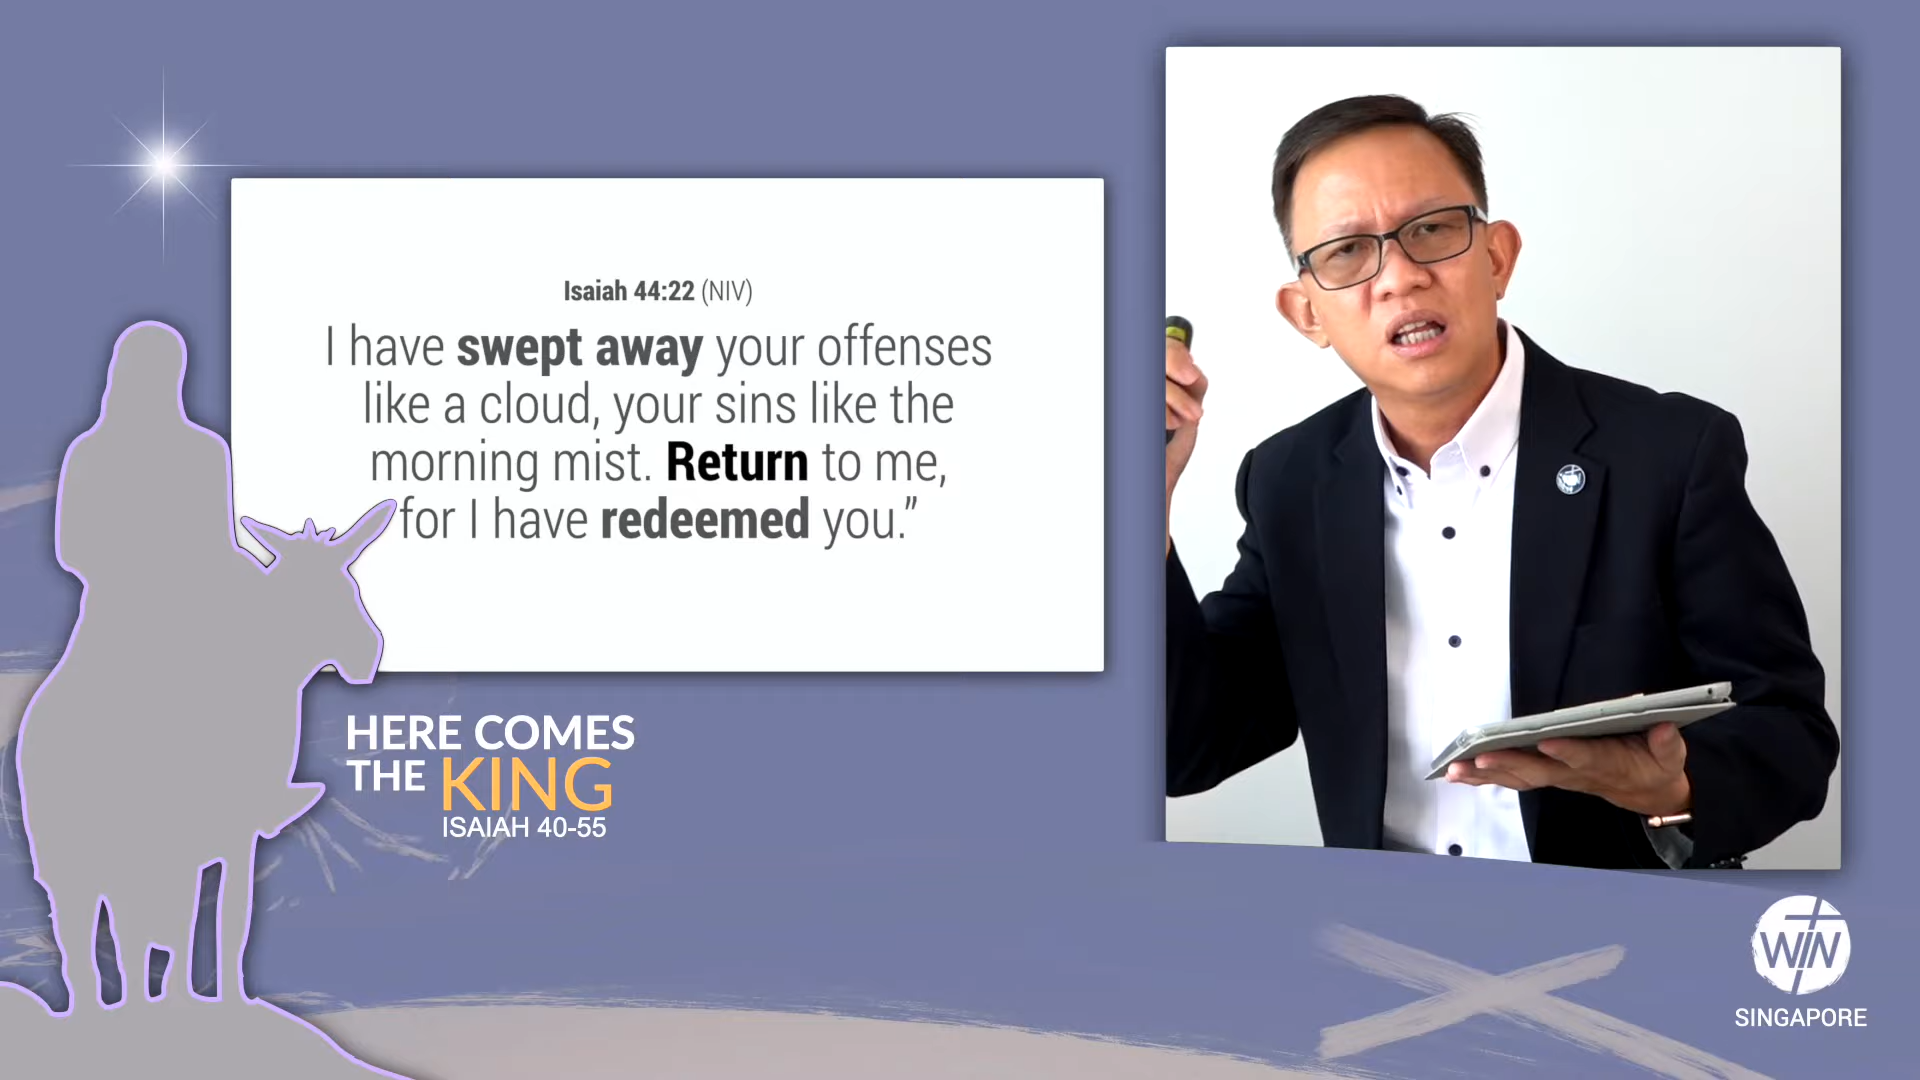 Isaiah 44:22 (NIV)
I have swept away your offenses
like a cloud, your sins like the
morning mist. Return to me,
for I have redeemed you.”
HERE COMES
THE KING
ISAIAH 40-55
WIN
SINGAPORE